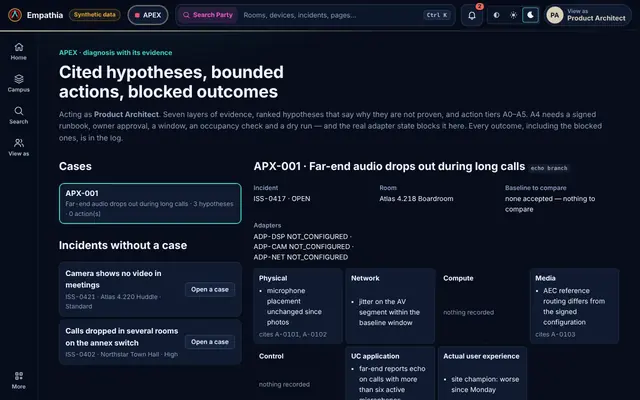 Empathia
Synthetic data
APEX
Search Party
Rooms, devices, incidents, pages...
Ctrl K
2
PA
View as
Product Architect
Home
Campus
Search
View as
More
APEX · diagnosis with its evidence
Cited hypotheses, bounded
actions, blocked outcomes
Acting as Product Architect. Seven layers of evidence, ranked hypotheses that say why they are not proven, and action tiers A0–A5. A4 needs a signed
runbook, owner approval, a window, an occupancy check and a dry run — and the real adapter state blocks it here. Every outcome, including the blocked
ones, is in the log.
Cases
APX-001
Far-end audio drops out during long calls · 3 hypotheses
· 0 action(s)
Incidents without a case
Camera shows no video in
meetings
ISS-0421 · Atlas 4.220 Huddle ·
Standard
Open a case
Calls dropped in several rooms
on the annex switch
ISS-0402 · Northstar Town Hall · High
Open a case
APX-001 · Far-end audio drops out during long calls
echo branch
Incident
ISS-0417 · OPEN
Room
Atlas 4.218 Boardroom
Baseline to compare
none accepted — nothing to
compare
Adapters
ADP-DSP NOT_CONFIGURED ·
ADP-CAM NOT_CONFIGURED ·
ADP-NET NOT_CONFIGURED
Physical
• microphone
placement
unchanged since
photos
cites A-0101, A-0102
Network
• jitter on the AV
segment within the
baseline window
Compute
nothing recorded
Media
• AEC reference
routing differs from
the signed
configuration
cites A-0103
Control
nothing recorded
UC application
• far-end reports echo
on calls with more
than six active
microphones
Actual user experience
• site champion: worse
since Monday